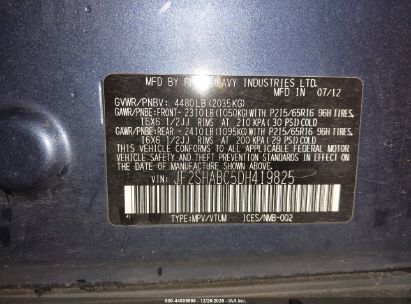 MFD BY FUJI HEAVY INDUSTRIES LTD. 07/12
GVWR/PNBV: 4480LB(2035KG)
GAWR/PNBE:FRONT-2310LB(1050KG)WITH P215/65R16 96H TIRES,
16X6 1/2JJ RIMS AT 210 KPA(30 PSI)COLD
GAWR/PNBE:REAR -2410LB(1095KG)WITH P215/65R16 96H TIRES,
16X6 1/2JJ RIMS AT 200 KPA(29 PSI)COLD
THIS VEHICLE CONFORMS TO ALL APPLICABLE FEDERAL MOTOR
VEHICLE SAFETY AND THEFT PREVENTION STANDARDS IN EFFECT
ON THE DATE OF MANUFACTURE SHOWN ABOVE.
VIN: JF2SHABC5DH419825
TYPE:MPV/VTUM ICES/NMB-002